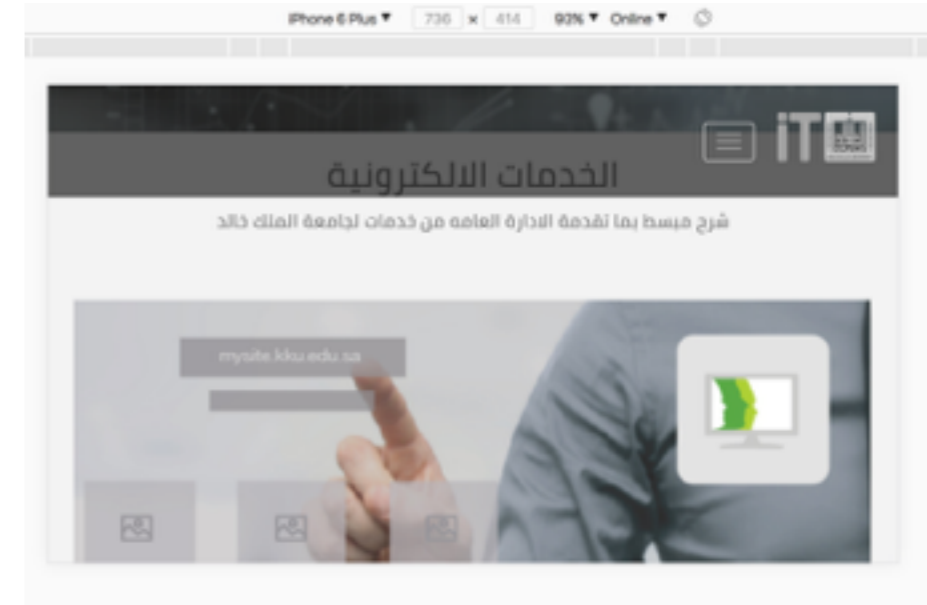 iPhone 6 Plus ▼ 736 × 414 93% ▼ Online ▼
iT
الخدمات الالكترونية
شرح مبسط بما تقدمة الادارة العامه من خدمات لجامعة الملك خالد
mysite.kku.edu.sa